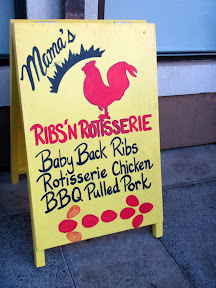 Mama's
RIBS'N ROTISSERIE
Baby Back Ribs
Rotisserie Chicken
BBQ Pulled Pork